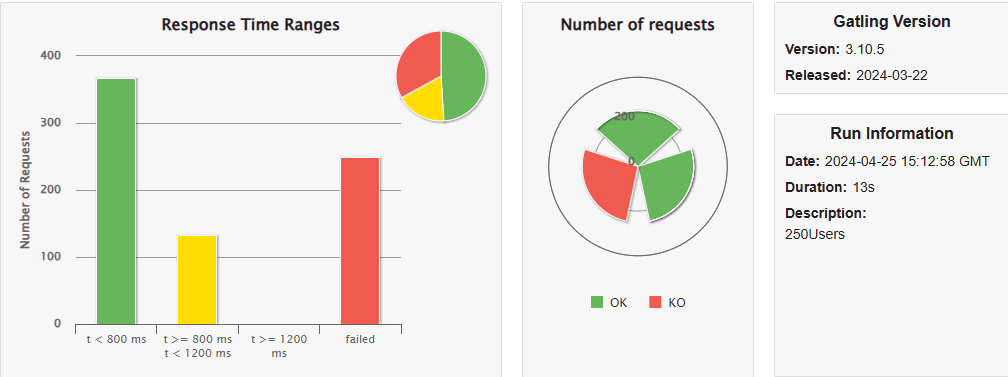 Response Time Ranges
400
300
200
100
0
Number of Requests
t < 800 ms
t >= 800 ms
t < 1200 ms
t >= 1200
ms
failed
Number of requests
200
0
OK
KO
Gatling Version
Version: 3.10.5
Released: 2024-03-22
Run Information
Date: 2024-04-25 15:12:58 GMT
Duration: 13s
Description:
250Users